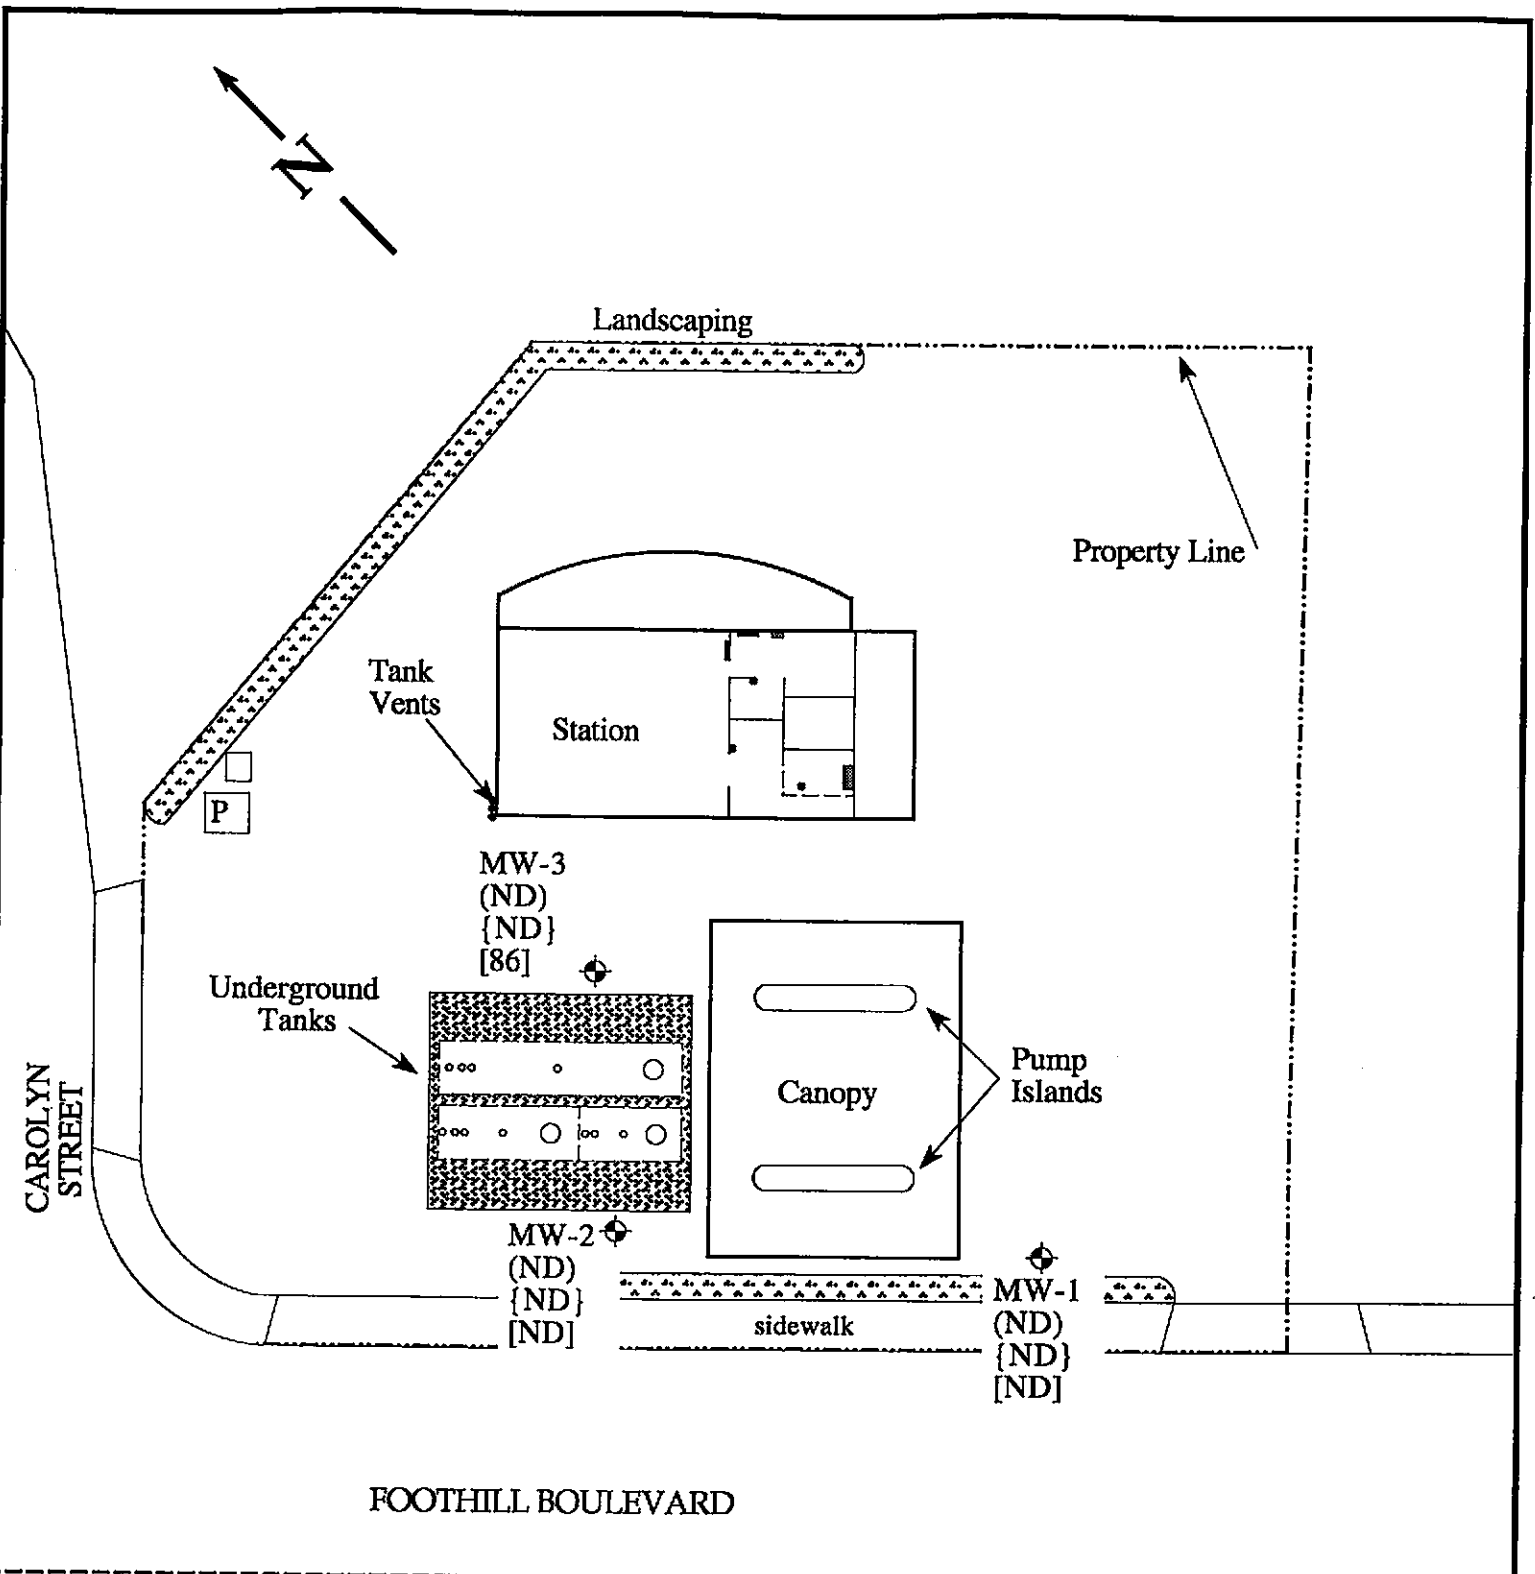 N
Landscaping
Property Line
Tank
Vents
Station
P
MW-3
(ND)
{ND}
[86]
Underground
Tanks
Pump
Islands
Canopy
CAROLYN
STREET
MW-2
(ND)
{ND}
[ND]
MW-1
(ND)
{ND}
[ND]
sidewalk
FOOTHILL BOULEVARD